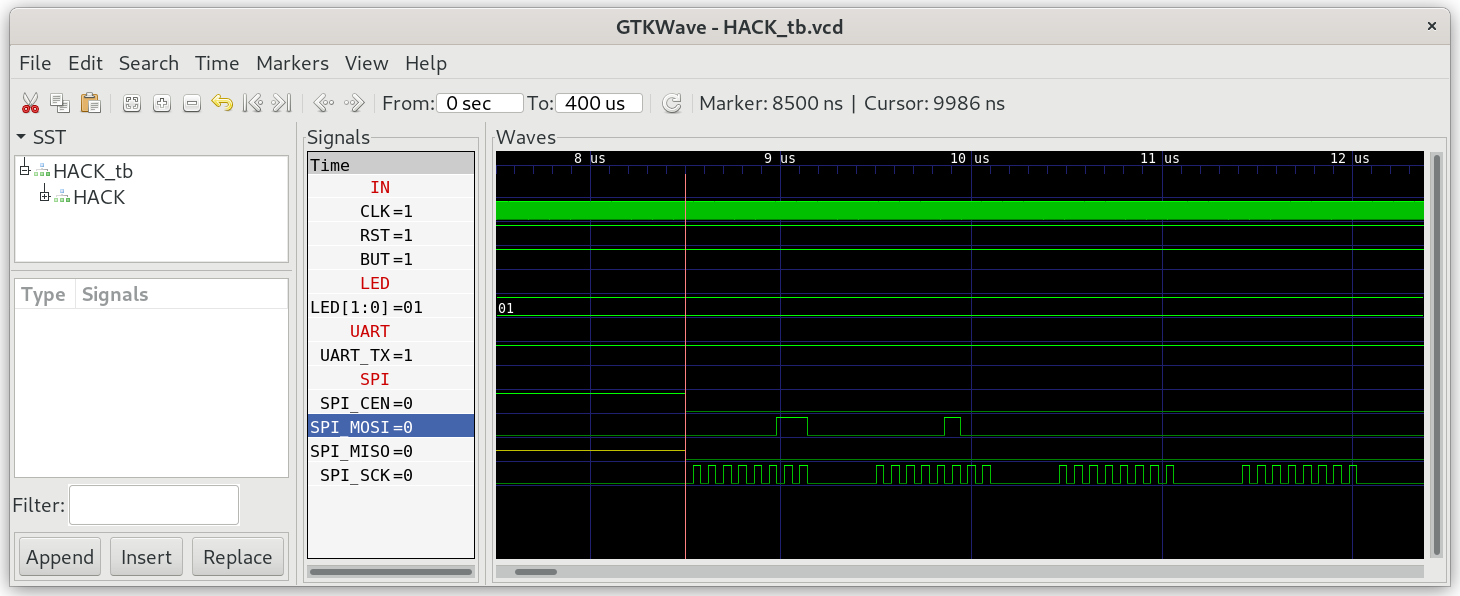 GTKWave - HACK_tb.vcd ×
File Edit Search Time Markers View Help
From: 0 sec To: 400 us Marker: 8500 ns | Cursor: 9986 ns
SST
HACK_tb
HACK
Type Signals
Filter:
Append Insert Replace
Signals
Time
IN
CLK=1
RST=1
BUT=1
LED
LED[1:0]=01
UART
UART_TX=1
SPI
SPI_CEN=0
SPI_MOSI=0
SPI_MISO=0
SPI_SCK=0
Waves
8 us 9 us 10 us 11 us 12 us
01